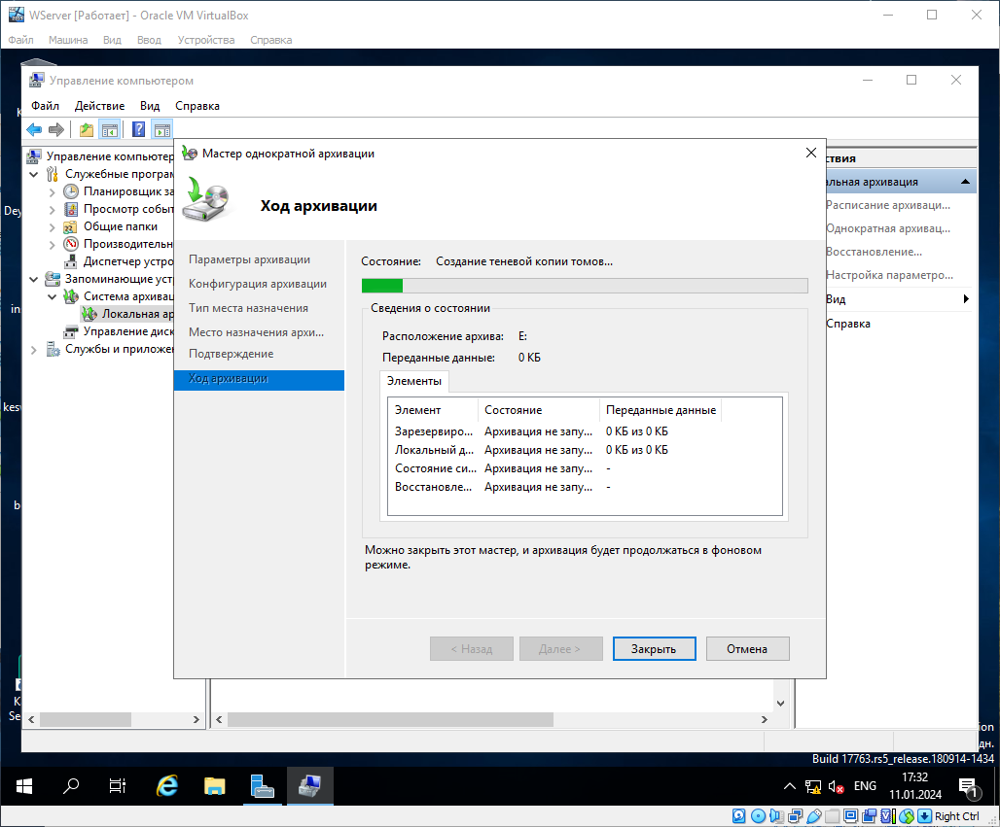 WServer [Работает] - Oracle VM VirtualBox
Файл Машина Вид Ввод Устройства Справка
Управление компьютером
Файл Действие Вид Справка
Управление компьютер
Служебные програм
Планировщик за
Просмотр событ
Общие папки
Производительн
Диспетчер устро
Запоминающие уст
Система архивац
Локальная ар
Управление диск
Службы и приложе
Мастер однократной архивации
Ход архивации
Параметры архивации
Конфигурация архивации
Тип места назначения
Место назначения архи...
Подтверждение
Ход архивации
Состояние: Создание теневой копии томов...
Сведения о состоянии
Расположение архива: E:
Переданные данные: 0 КБ
Элементы
Элемент Состояние Переданные данные
Зарезервиро... Архивация не запу... 0 КБ из 0 КБ
Локальный д... Архивация не запу... 0 КБ из 0 КБ
Состояние си... Архивация не запу... -
Восстановле... Архивация не запу... -
Можно закрыть этот мастер, и архивация будет продолжаться в фоновом
режиме.
< Назад Далее > Закрыть Отмена
ствия
альная архивация
Расписание архиваци...
Однократная архивац...
Восстановление...
Настройка параметро...
Вид
Справка
Dey
in
kes
b
K
Se
ion
дн.
Build 17763.rs5_release.180914-1434
ENG
17:32
11.01.2024
1
Right Ctrl